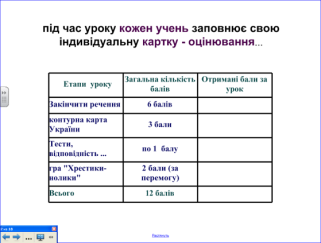 під час уроку кожен учень заповнює свою
індивідуальну картку - оцінювання...
Етапи уроку
Загальна кількість балів
Отримані бали за урок
Закінчити речення
6 балів
контурна карта
України
3 бали
Тести,
відповідність ...
по 1 балу
гра "Хрестики-
нолики"
2 бали (за
перемогу)
Всього
12 балів